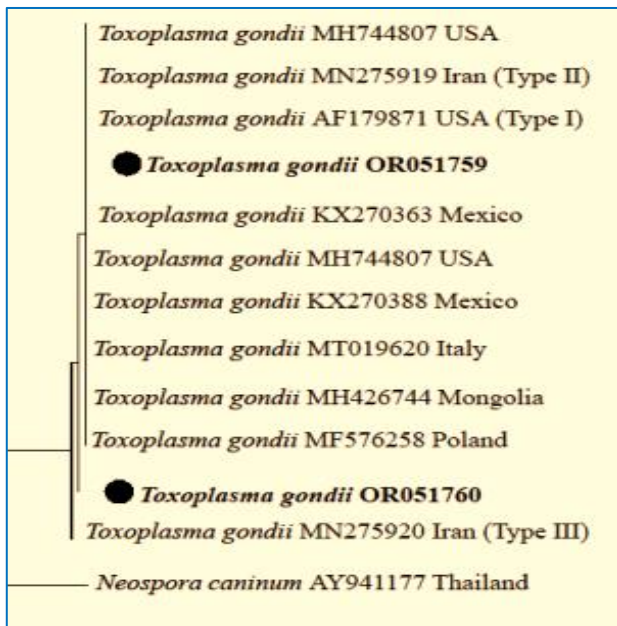 Toxoplasma gondii MH744807 USA
Toxoplasma gondii MN275919 Iran (Type II)
Toxoplasma gondii AF179871 USA (Type I)
Toxoplasma gondii OR051759
Toxoplasma gondii KX270363 Mexico
Toxoplasma gondii MH744807 USA
Toxoplasma gondii KX270388 Mexico
Toxoplasma gondii MT019620 Italy
Toxoplasma gondii MH426744 Mongolia
Toxoplasma gondii MF576258 Poland
Toxoplasma gondii OR051760
Toxoplasma gondii MN275920 Iran (Type III)
Neospora caninum AY941177 Thailand